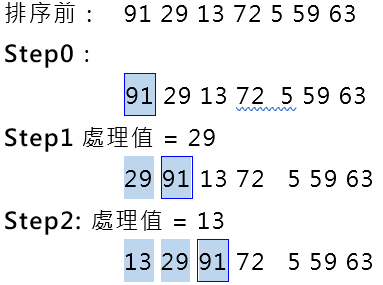 排序前： 91 29 13 72 5 59 63
Step0：
91 29 13 72 5 59 63
Step1 處理值 = 29
29 91 13 72 5 59 63
Step2: 處理值 = 13
13 29 91 72 5 59 63